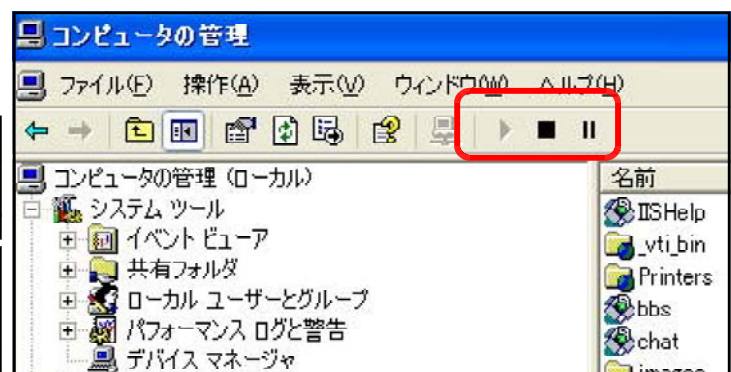 コンピュータの管理
ファイル(F) 操作(A) 表示(V) ウィンドウ(W) ヘルプ(H)
コンピュータの管理 (ローカル)
システム ツール
イベント ビューア
共有フォルダ
ローカル ユーザーとグループ
パフォーマンス ログと警告
デバイス マネージャ
名前
IISHelp
_vti_bin
Printers
bbs
chat
images